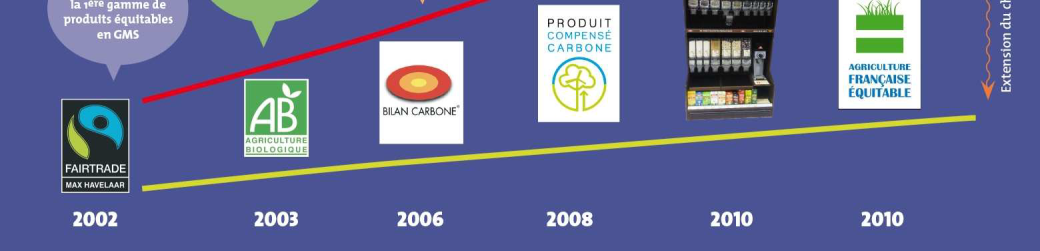 la 1ère gamme de
produits équitables
en GMS
FAIRTRADE
MAX HAVELAAR
AB
AGRICULTURE
BIOLOGIQUE
BILAN CARBONE®
PRODUIT
COMPENSÉ
CARBONE
AGRICULTURE
FRANÇAISE
ÉQUITABLE
Extension du
2002
2003
2006
2008
2010
2010